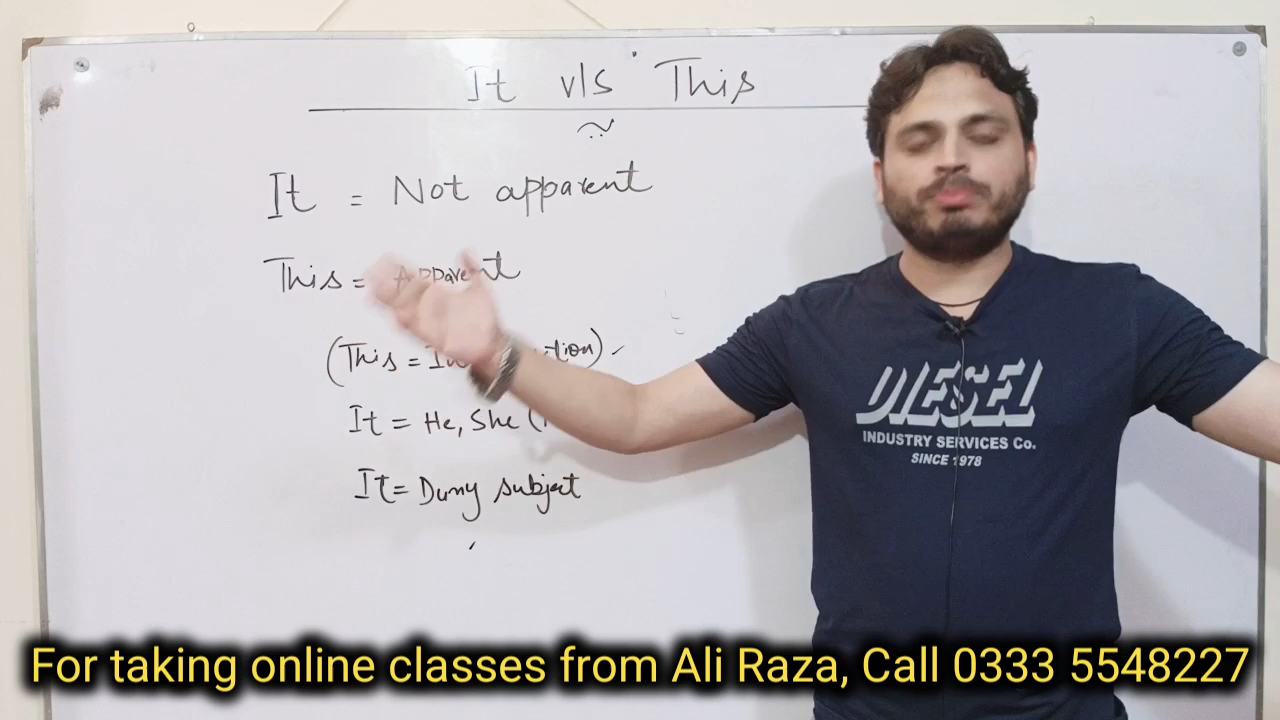 It v/s This
It = Not apparent
This = Apparent
(This =
It = He, She (
It = Dumy subject
DIESEL
INDUSTRY SERVICES Co.
SINCE 1978
For taking online classes from Ali Raza, Call 0333 5548227